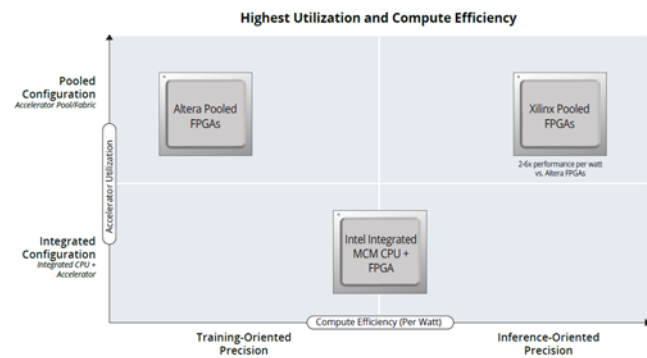 Highest Utilization and Compute Efficiency
Pooled
Configuration
Accelerator Pool/Fabric
Altera Pooled
FPGAs
Xilinx Pooled
FPGAs
2-6x performance per watt
vs. Altera FPGAs
Accelerator Utilization
Integrated
Configuration
Integrated CPU +
Accelerator
Intel Integrated
MCM CPU +
FPGA
Compute Efficiency (Per Watt)
Training-Oriented
Precision
Inference-Oriented
Precision